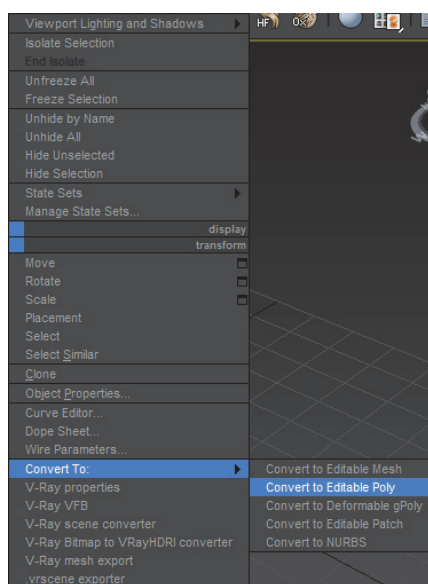 Viewport Lighting and Shadows
HF
Isolate Selection
End Isolate
Unfreeze All
Freeze Selection
Unhide by Name
Unhide All
Hide Unselected
Hide Selection
State Sets
Manage State Sets...
display
transform
Move
Rotate
Scale
Placement
Select
Select Similar
Clone
Object Properties...
Curve Editor...
Dope Sheet...
Wire Parameters...
Convert To:
Convert to Editable Mesh
V-Ray properties
Convert to Editable Poly
V-Ray VFB
Convert to Deformable gPoly
V-Ray scene converter
Convert to Editable Patch
V-Ray Bitmap to VRayHDRI converter
Convert to NURBS
V-Ray mesh export
.vrscene exporter